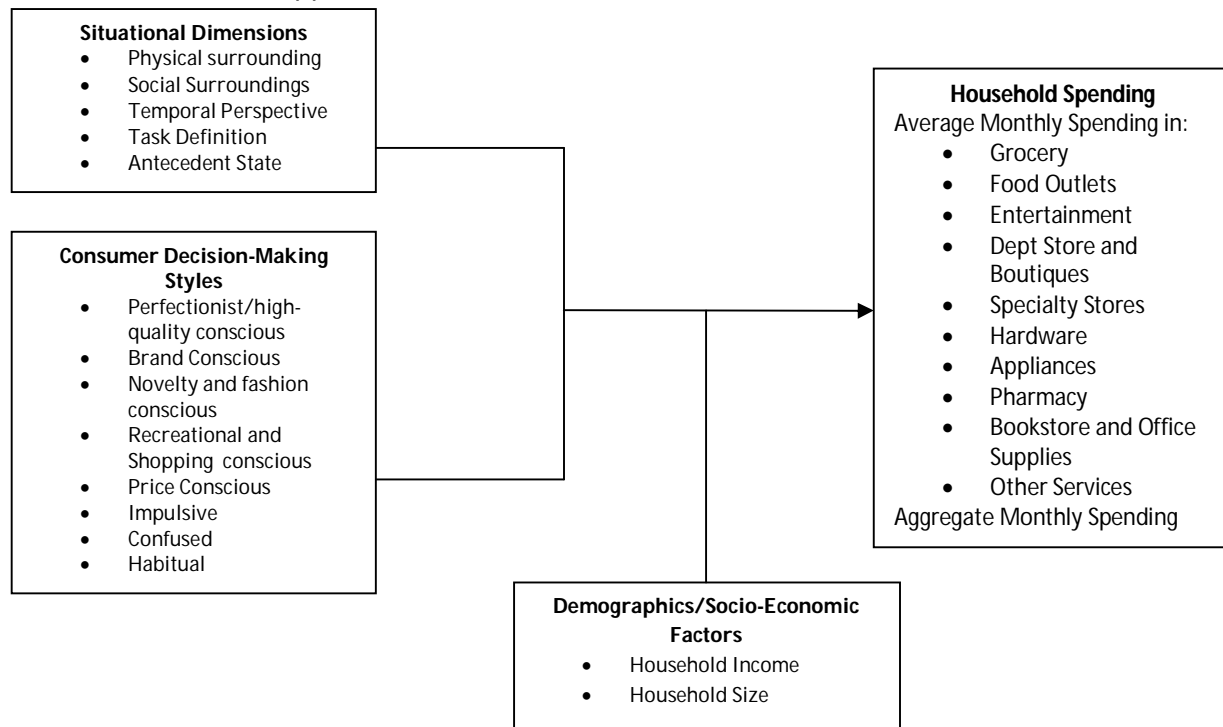 Situational Dimensions
• Physical surrounding
• Social Surroundings
• Temporal Perspective
• Task Definition
• Antecedent State
Consumer Decision-Making
Styles
• Perfectionist/high-
quality conscious
• Brand Conscious
• Novelty and fashion
conscious
• Recreational and
Shopping conscious
• Price Conscious
• Impulsive
• Confused
• Habitual
Household Spending
Average Monthly Spending in:
• Grocery
• Food Outlets
• Entertainment
• Dept Store and
Boutiques
• Specialty Stores
• Hardware
• Appliances
• Pharmacy
• Bookstore and Office
Supplies
• Other Services
Aggregate Monthly Spending
Demographics/Socio-Economic
Factors
• Household Income
• Household Size